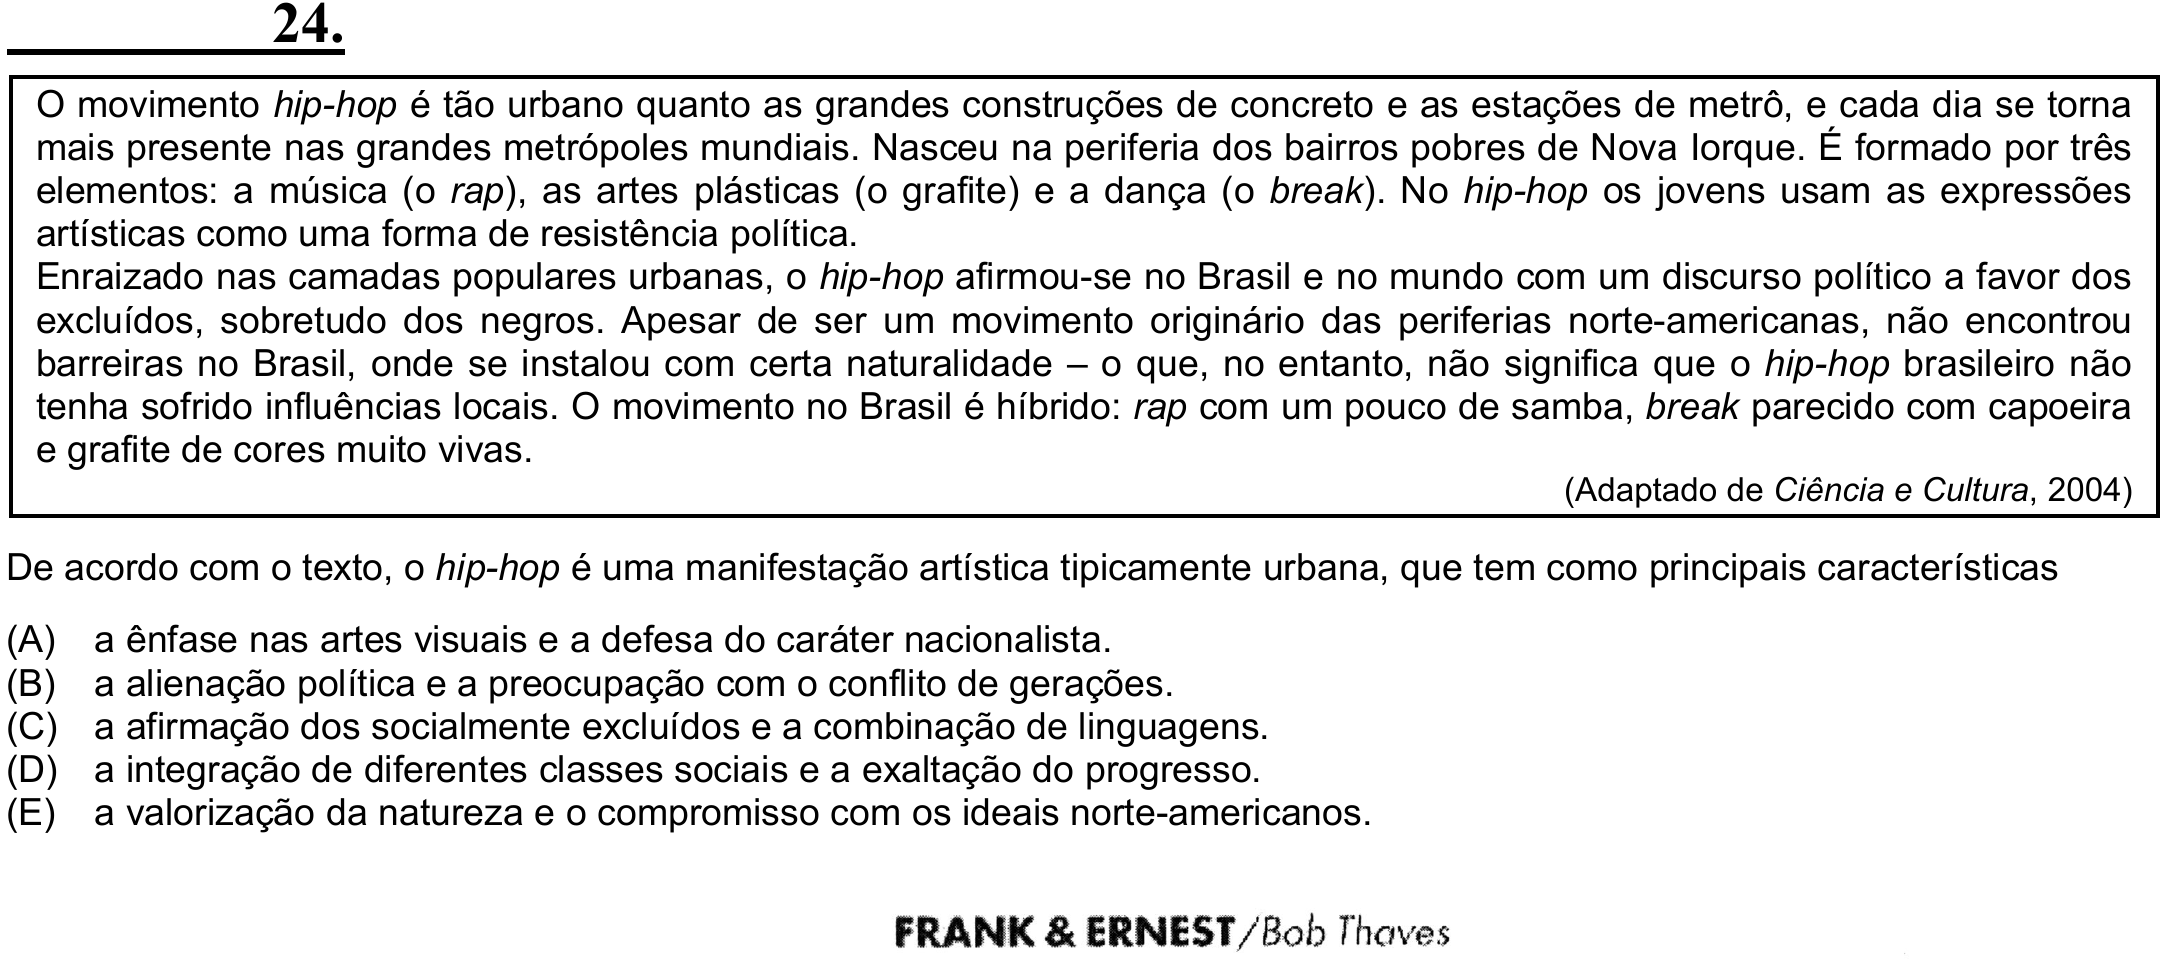 24.
O movimento hip-hop é tão urbano quanto as grandes construções de concreto e as estações de metrô, e cada dia se torna
mais presente nas grandes metrópoles mundiais. Nasceu na periferia dos bairros pobres de Nova Iorque. É formado por três
elementos: a música (o rap), as artes plásticas (o grafite) e a dança (o break). No hip-hop os jovens usam as expressões
artísticas como uma forma de resistência política.
Enraizado nas camadas populares urbanas, o hip-hop afirmou-se no Brasil e no mundo com um discurso político a favor dos
excluídos, sobretudo dos negros. Apesar de ser um movimento originário das periferias norte-americanas, não encontrou
barreiras no Brasil, onde se instalou com certa naturalidade – o que, no entanto, não significa que o hip-hop brasileiro não
tenha sofrido influências locais. O movimento no Brasil é híbrido: rap com um pouco de samba, break parecido com capoeira
e grafite de cores muito vivas.
(Adaptado de Ciência e Cultura, 2004)
De acordo com o texto, o hip-hop é uma manifestação artística tipicamente urbana, que tem como principais características
(A) a ênfase nas artes visuais e a defesa do caráter nacionalista.
(B) a alienação política e a preocupação com o conflito de gerações.
(C) a afirmação dos socialmente excluídos e a combinação de linguagens.
(D) a integração de diferentes classes sociais e a exaltação do progresso.
(E) a valorização da natureza e o compromisso com os ideais norte-americanos.
FRANK & ERNEST/Bob Thaves